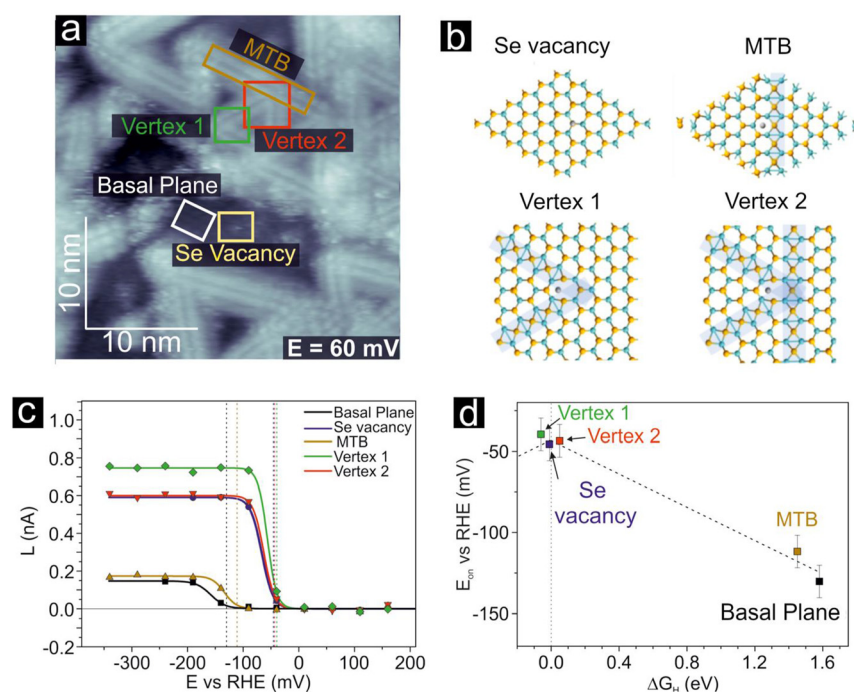 a
MTB
Vertex 1
Vertex 2
Basal Plane
Se Vacancy
10 nm
10 nm
E = 60 mV
b
Se vacancy
MTB
Vertex 1
Vertex 2
c
1.0
0.8
0.6
0.4
0.2
0.0
-0.2
L (nA)
-300
-200
-100
0
100
200
E vs RHE (mV)
Basal Plane
Se vacancy
MTB
Vertex 1
Vertex 2
d
-50
-100
-150
Eₒₙ vs RHE (mV)
0.0
0.4
0.8
1.2
1.6
ΔG_H (eV)
Vertex 1
Vertex 2
Se
vacancy
MTB
Basal Plane